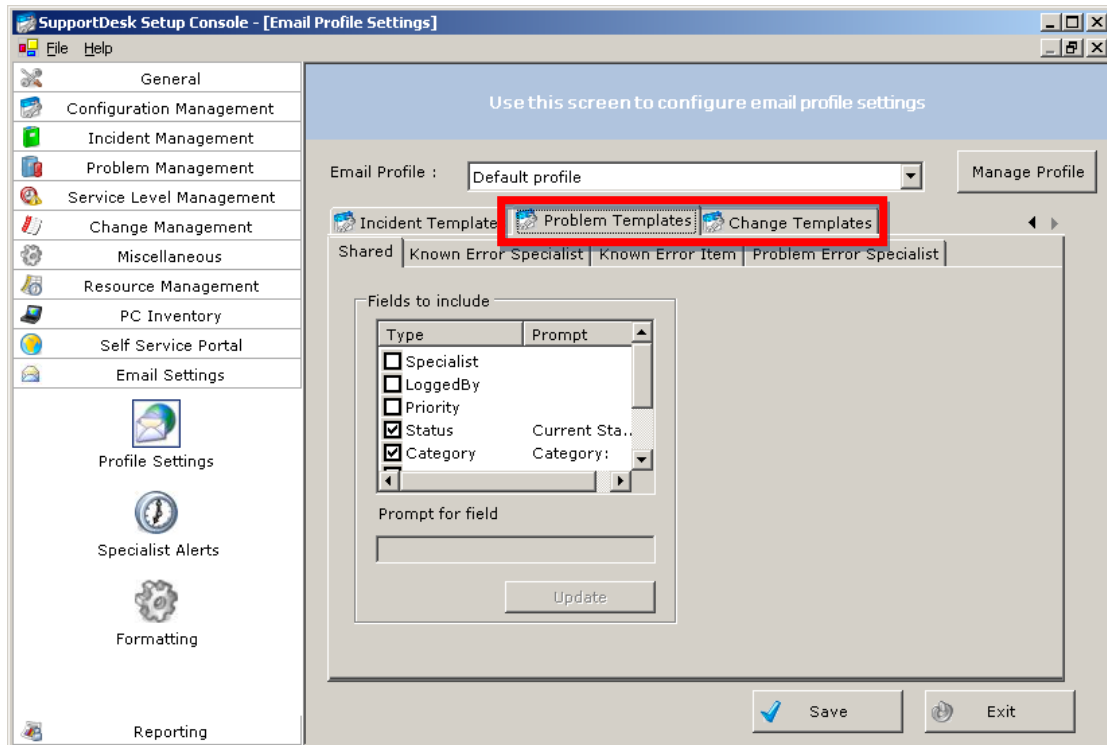 SupportDesk Setup Console - [Email Profile Settings]
File Help
General
Configuration Management
Incident Management
Problem Management
Service Level Management
Change Management
Miscellaneous
Resource Management
PC Inventory
Self Service Portal
Email Settings
Profile Settings
Specialist Alerts
Formatting
Reporting
Use this screen to configure email profile settings
Email Profile : Default profile Manage Profile
Incident Template Problem Templates Change Templates
Shared Known Error Specialist Known Error Item Problem Error Specialist
Fields to include
Type Prompt
Specialist
LoggedBy
Priority
Status Current Sta..
Category Category:
Prompt for field
Update
Save Exit